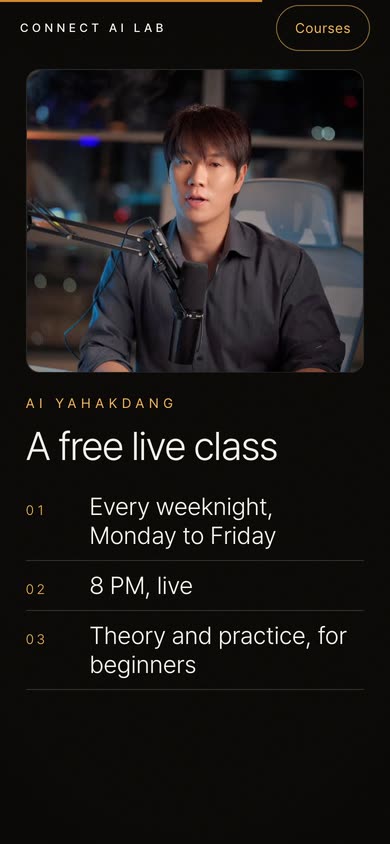 CONNECT AI LAB
Courses
AI YAHAKDANG
A free live class
01
Every weeknight,
Monday to Friday
02
8 PM, live
03
Theory and practice, for
beginners